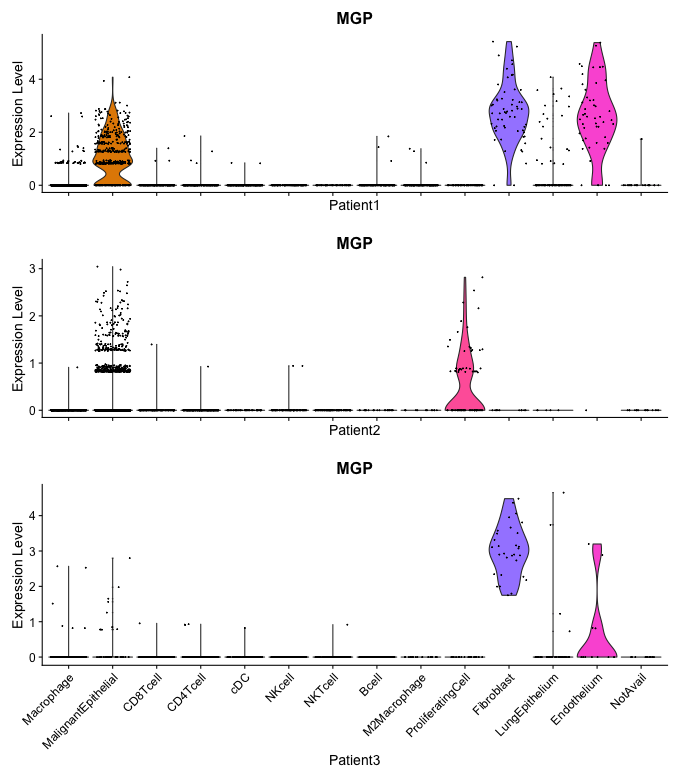 MGP
Expression Level
4
2
0
Patient1
MGP
Expression Level
3
2
1
0
Patient2
MGP
Expression Level
4
3
2
1
0
Macrophage
MalignantEpithelial
CD8Tcell
CD4Tcell
cDC
NKcell
NKTcell
Bcell
M2Macrophage
ProliferatingCell
Fibroblast
LungEpithelium
Endothelium
NotAvail
Patient3